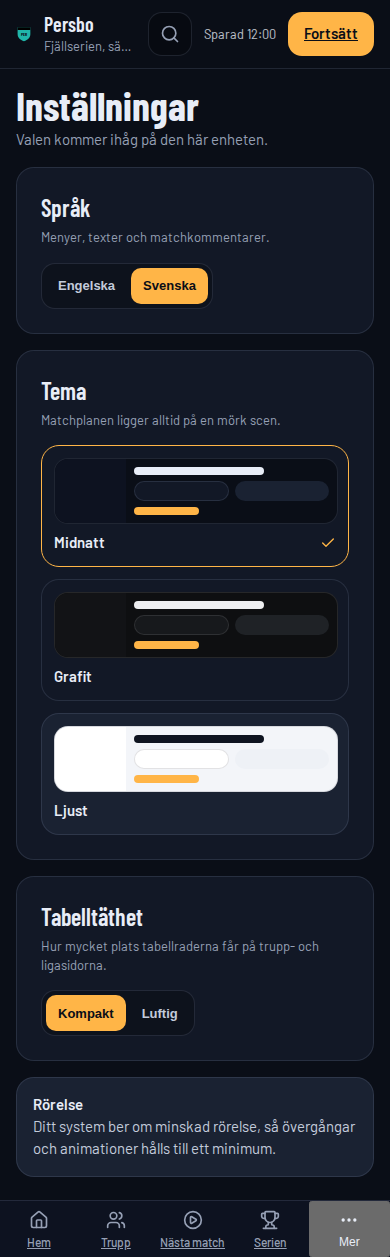 Persbo
Fjällserien, sä...
Sparad 12:00
Fortsätt
Inställningar
Valen kommer ihåg på den här enheten.
Språk
Menyer, texter och matchkommentarer.
Engelska
Svenska
Tema
Matchplanen ligger alltid på en mörk scen.
Midnatt
Grafit
Ljust
Tabelltäthet
Hur mycket plats tabellraderna får på trupp- och
ligasidorna.
Kompakt
Luftig
Rörelse
Ditt system ber om minskad rörelse, så övergångar
och animationer hålls till ett minimum.
Hem
Trupp
Nästa match
Serien
Mer